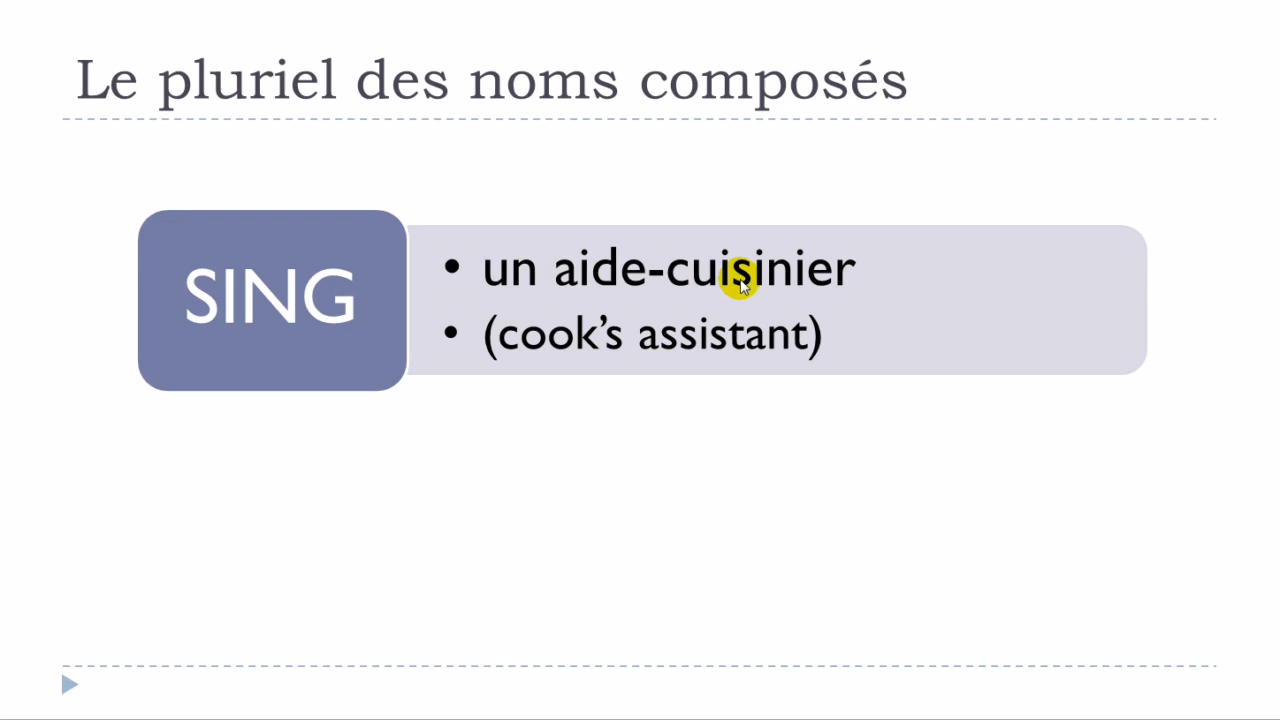 Le pluriel des noms composés
SING
• un aide-cuisinier
• (cook’s assistant)